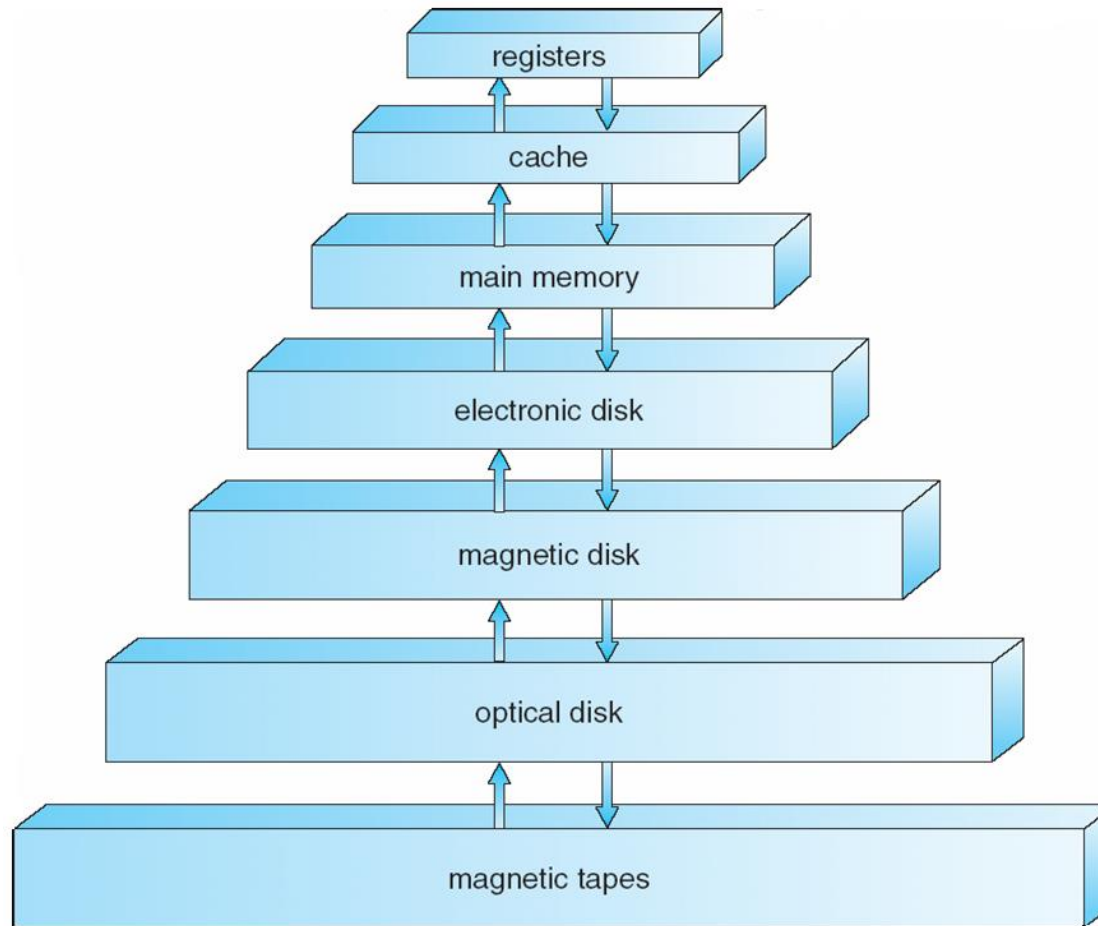 registers
cache
main memory
electronic disk
magnetic disk
optical disk
magnetic tapes